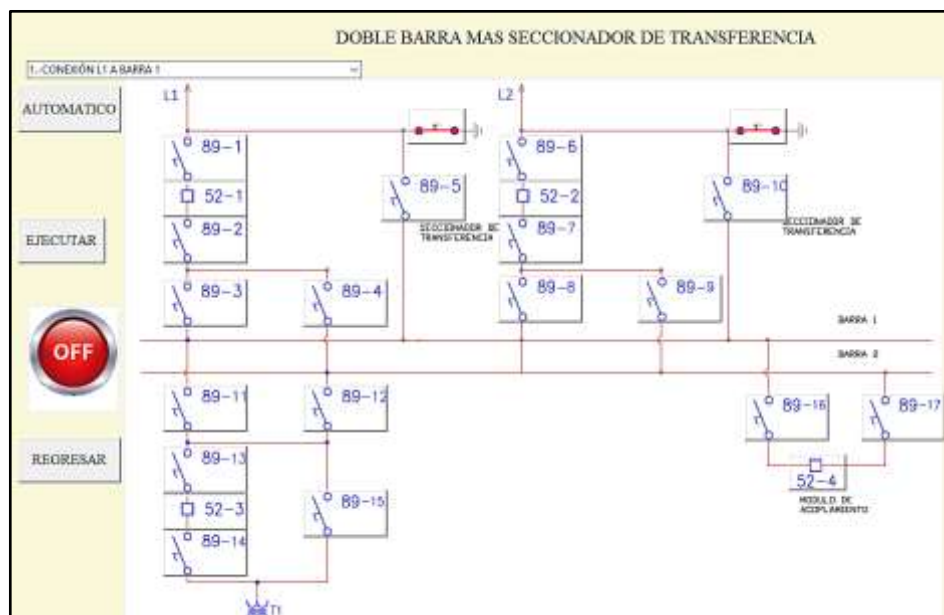 DOBLE BARRA MAS SECCIONADOR DE TRANSFERENCIA
1.-CONEXIÓN L1 A BARRA 1
AUTOMATICO
L1
L2
89-1
89-6
52-1
89-5
52-2
89-10
EJECUTAR
89-2
SECCIONADOR DE
TRANSFERENCIA
89-7
SECCIONADOR DE
TRANSFERENCIA
89-3
89-4
89-8
89-9
BARRA 1
OFF
BARRA 2
89-11
89-12
89-16
89-17
REGRESAR
89-13
52-4
52-3
89-15
MODULO DE
ACOPLAMIENTO
89-14
T1